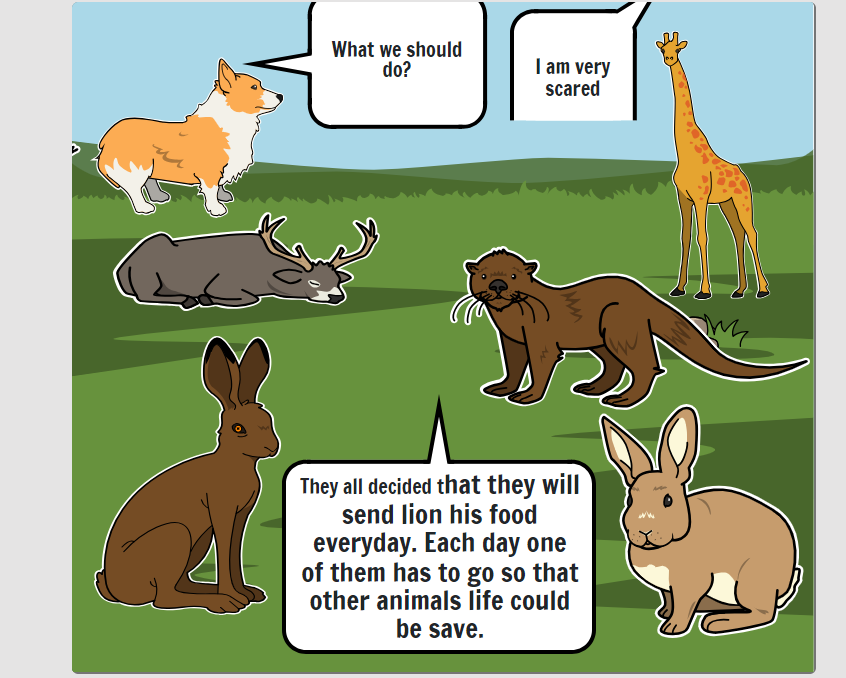 What we should
do?
I am very
scared
They all decided that they will
send lion his food
everyday. Each day one
of them has to go so that
other animals life could
be save.